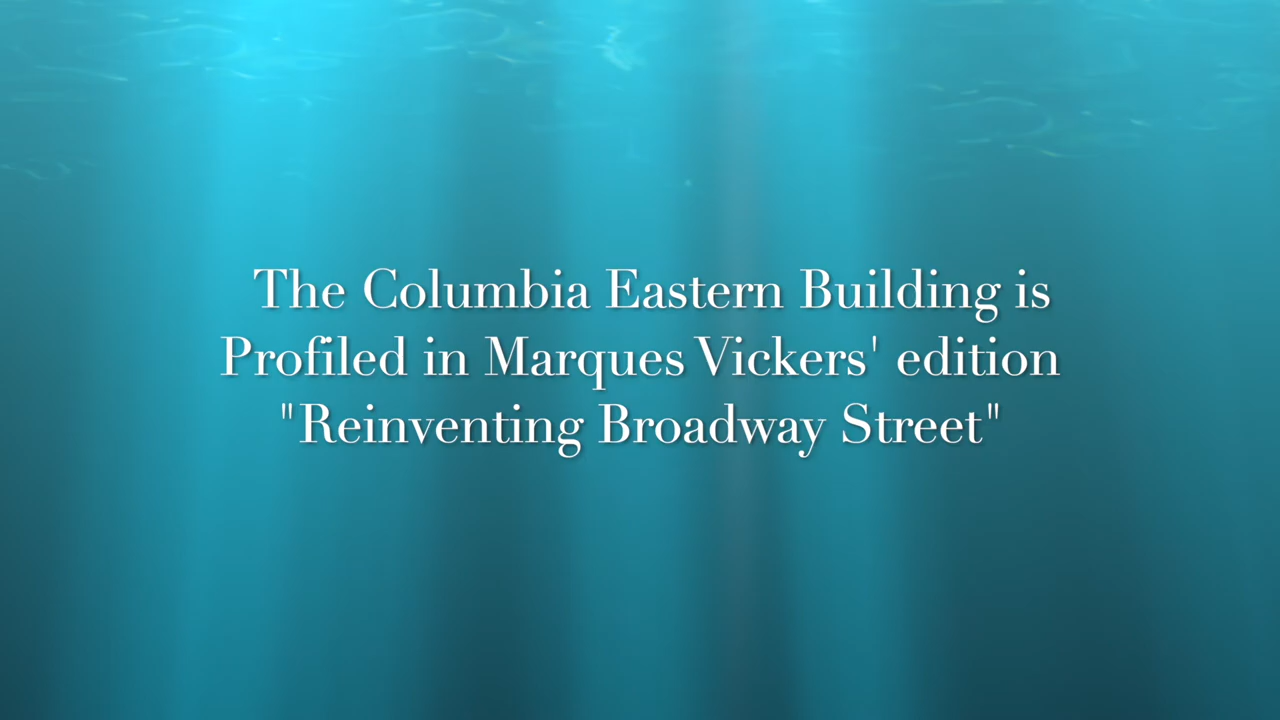 The Columbia Eastern Building is
Profiled in Marques Vickers' edition
"Reinventing Broadway Street"